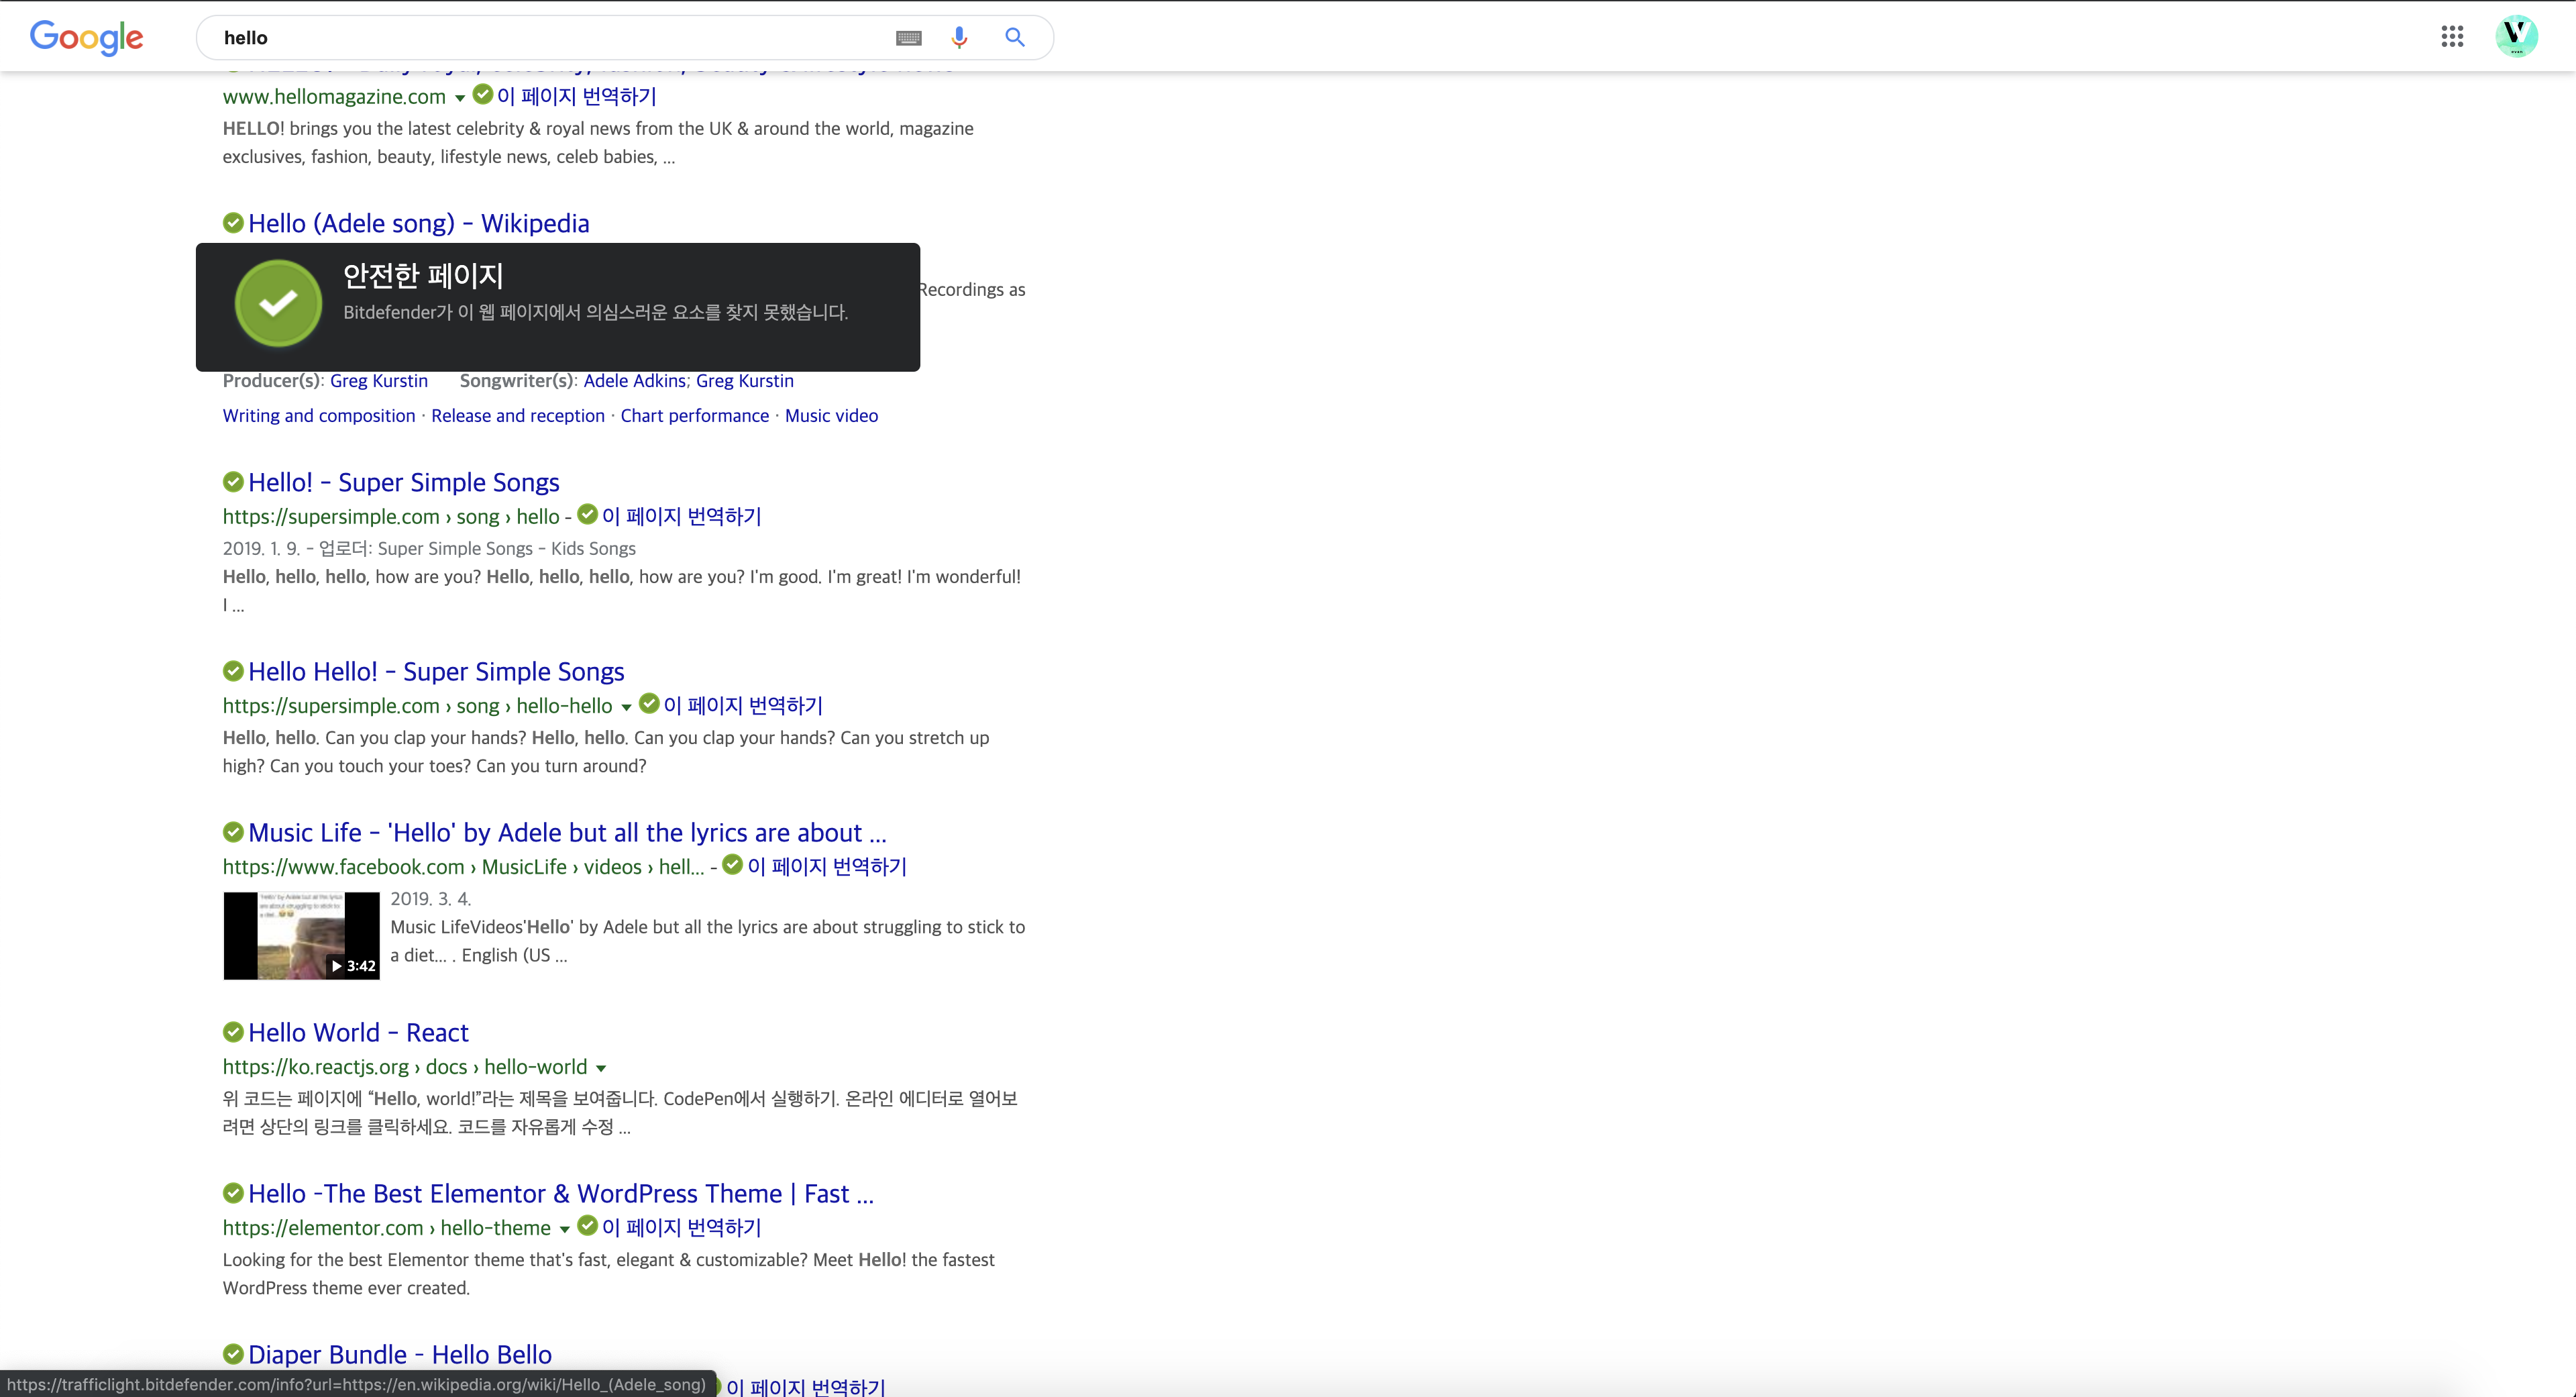 Google
hello
www.hellomagazine.com 이 페이지 번역하기
HELLO! brings you the latest celebrity & royal news from the UK & around the world, magazine
exclusives, fashion, beauty, lifestyle news, celeb babies, ...
Hello (Adele song) - Wikipedia
안전한 페이지
Bitdefender가 이 웹 페이지에서 의심스러운 요소를 찾지 못했습니다.
Recordings as
Producer(s): Greg Kurstin Songwriter(s): Adele Adkins; Greg Kurstin
Writing and composition · Release and reception · Chart performance · Music video
Hello! - Super Simple Songs
https://supersimple.com › song › hello - 이 페이지 번역하기
2019. 1. 9. - 업로더: Super Simple Songs - Kids Songs
Hello, hello, hello, how are you? Hello, hello, hello, how are you? I'm good. I'm great! I'm wonderful!
I ...
Hello Hello! - Super Simple Songs
https://supersimple.com › song › hello-hello 이 페이지 번역하기
Hello, hello. Can you clap your hands? Hello, hello. Can you clap your hands? Can you stretch up
high? Can you touch your toes? Can you turn around?
Music Life - 'Hello' by Adele but all the lyrics are about ...
https://www.facebook.com › MusicLife › videos › hell... - 이 페이지 번역하기
2019. 3. 4.
Music LifeVideos'Hello' by Adele but all the lyrics are about struggling to stick to
a diet... . English (US ...
3:42
Hello World - React
https://ko.reactjs.org › docs › hello-world
위 코드는 페이지에 “Hello, world!”라는 제목을 보여줍니다. CodePen에서 실행하기. 온라인 에디터로 열어보
려면 상단의 링크를 클릭하세요. 코드를 자유롭게 수정 ...
Hello -The Best Elementor & WordPress Theme | Fast ...
https://elementor.com › hello-theme 이 페이지 번역하기
Looking for the best Elementor theme that's fast, elegant & customizable? Meet Hello! the fastest
WordPress theme ever created.
Diaper Bundle - Hello Bello
https://trafficlight.bitdefender.com/info?url=https://en.wikipedia.org/wiki/Hello_(Adele_song) 이 페이지 번역하기